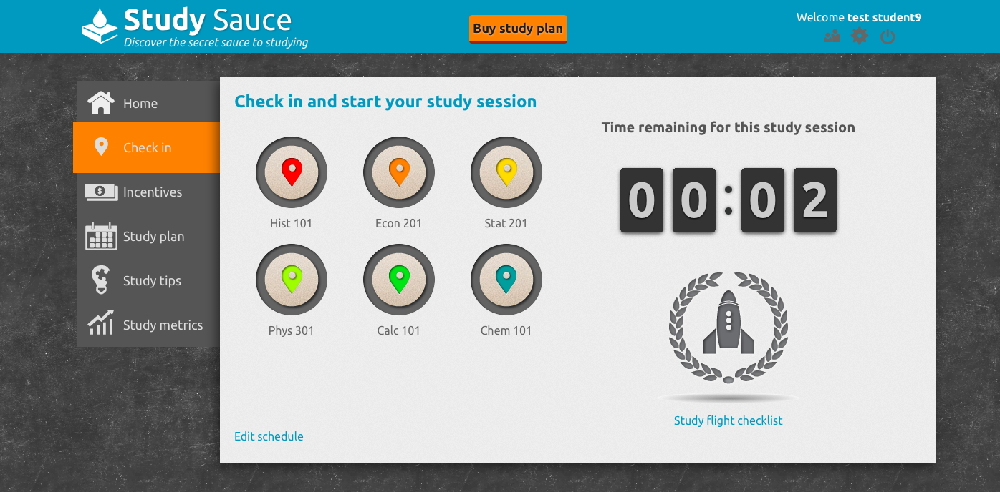 Study Sauce
Discover the secret sauce to studying
Buy study plan
Welcome test student9
Home
Check in
Incentives
$
Study plan
Study tips
Study metrics
Check in and start your study session
Hist 101
Econ 201
Stat 201
Phys 301
Calc 101
Chem 101
Edit schedule
Time remaining for this study session
00:02
Study flight checklist